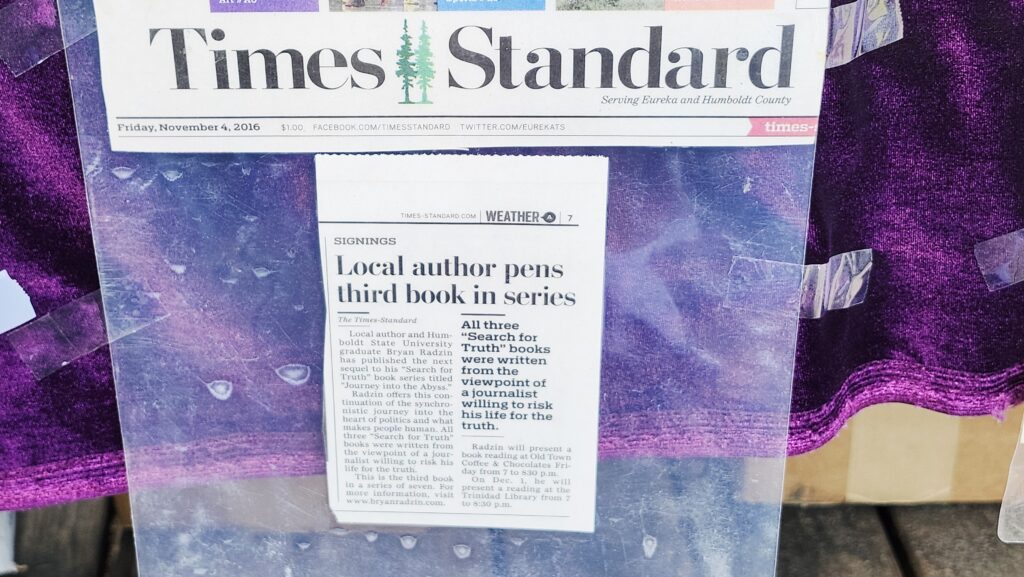 Times Standard
Serving Eureka and Humboldt County
Friday, November 4, 2016 $1.00 FACEBOOK.COM/TIMESSTANDARD TWITTER.COM/EUREKATS times-
TIMES-STANDARD.COM WEATHER 7
SIGNINGS
Local author pens
third book in series
The Times-Standard
Local author and Hum-
boldt State University
graduate Bryan Radzin
has published the next
sequel to his "Search for
Truth" book series titled
"Journey into the Abyss."
Radzin offers this con-
tinuation of the synchro-
nistic journey into the
heart of politics and what
makes people human. All
three "Search for Truth"
books were written from
the viewpoint of a jour-
nalist willing to risk his
life for the truth.
This is the third book
in a series of seven. For
more information, visit
www.bryanradzin.com.
All three
"Search for
Truth" books
were written
from the
viewpoint of
a journalist
willing to risk
his life for the
truth.
Radzin will present a
book reading at Old Town
Coffee & Chocolates Fri-
day from 7 to 830 p.m.
On Dec. 1, he will
present a reading at the
Trinidad Library from 7
to 8:30 p.m.